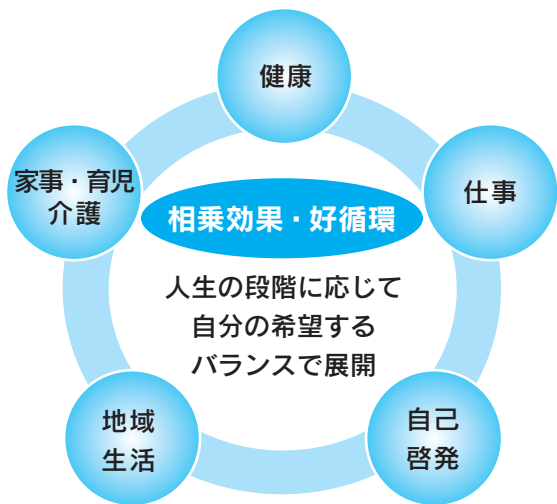 健康
家事・育児
介護
仕事
相乗効果・好循環
人生の段階に応じて
自分の希望する
バランスで展開
地域
生活
自己
啓発